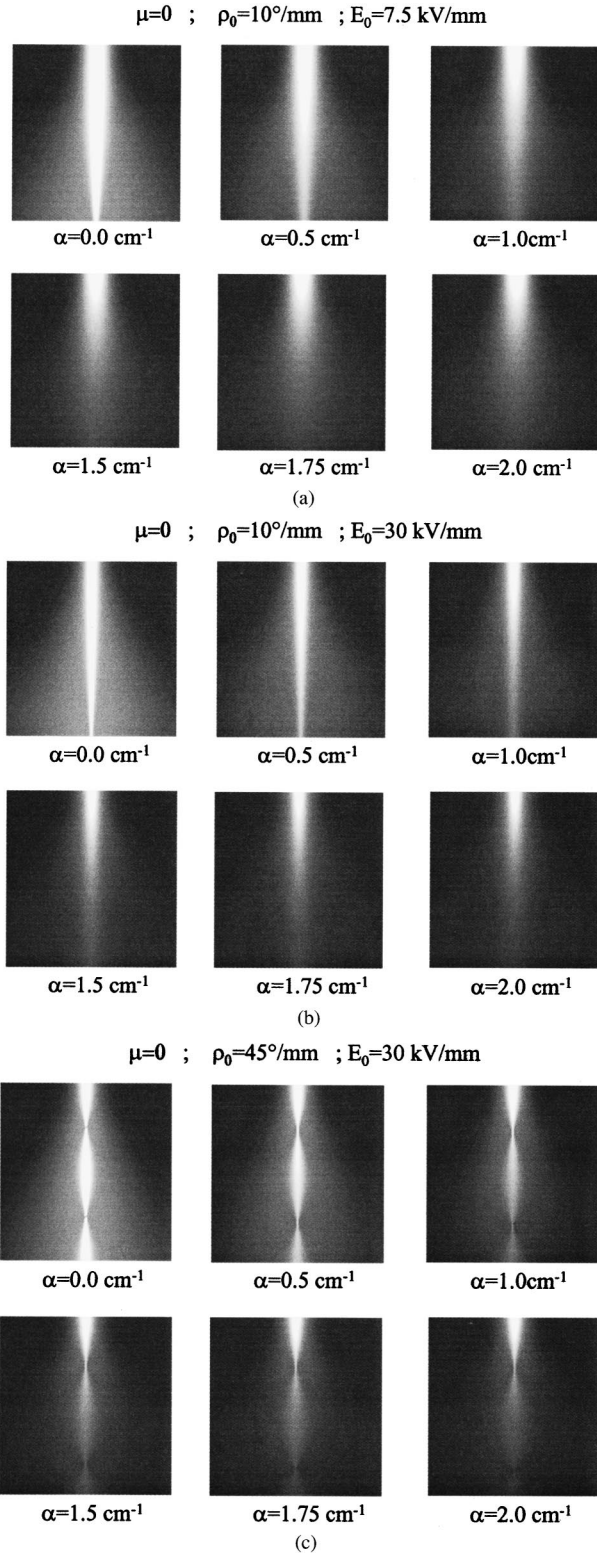 μ=0 ; ρ₀=10°/mm ; E₀=7.5 kV/mm
α=0.0 cm⁻¹ α=0.5 cm⁻¹ α=1.0cm⁻¹
α=1.5 cm⁻¹ α=1.75 cm⁻¹ α=2.0 cm⁻¹
(a)
μ=0 ; ρ₀=10°/mm ; E₀=30 kV/mm
α=0.0 cm⁻¹ α=0.5 cm⁻¹ α=1.0cm⁻¹
α=1.5 cm⁻¹ α=1.75 cm⁻¹ α=2.0 cm⁻¹
(b)
μ=0 ; ρ₀=45°/mm ; E₀=30 kV/mm
α=0.0 cm⁻¹ α=0.5 cm⁻¹ α=1.0cm⁻¹
α=1.5 cm⁻¹ α=1.75 cm⁻¹ α=2.0 cm⁻¹
(c)